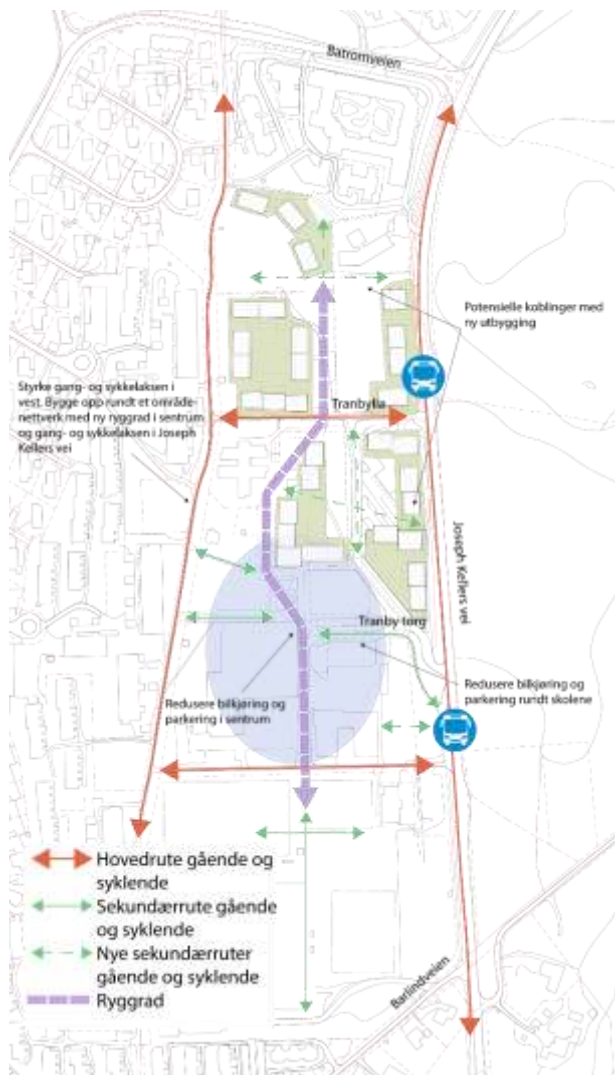 Batromveien
Potensielle koblinger med
ny utbygging
Styrke gang- og sykkelaksen i
vest. Bygge opp rundt et område-
nettverk med ny ryggrad i sentrum
og gang- og sykkelaksen i Joseph
Kellers vei
Tranbylia
Joseph Kellers vei
Tranby torg
Redusere bilkjøring og
parkering i sentrum
Redusere bilkjøring og
parkering rundt skolene
Hovedrute gående og
syklende
Sekundærrute gående
og syklende
Nye sekundærruter
gående og syklende
Ryggrad
Barlindveien